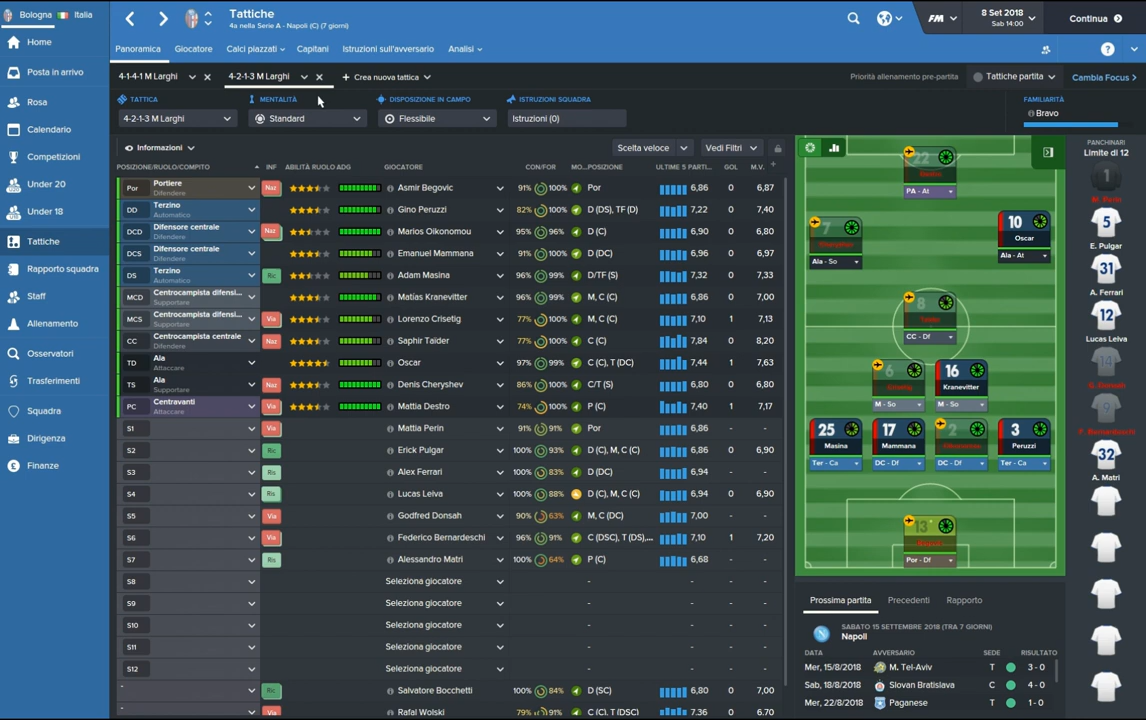 Bologna Italia
Tattiche
4a nella Serie A - Napoli (C) (7 giorni)
FM
8 Set 2018
Sab 14:00
Continua
Home
Posta in arrivo
Rosa
Calendario
Competizioni
Under 20
Under 18
Tattiche
Rapporto squadra
Staff
Allenamento
Osservatori
Trasferimenti
Squadra
Dirigenza
Finanze
Panoramica Giocatore Calci piazzati Capitani Istruzioni sull'avversario Analisi
4-1-4-1 M Larghi 4-2-1-3 M Larghi + Crea nuova tattica
Priorità allenamento pre-partita Tattiche partita Cambia Focus
TATTICA MENTALITÀ DISPOSIZIONE IN CAMPO ISTRUZIONI SQUADRA FAMILIARITÀ
4-2-1-3 M Larghi Standard Flessibile Istruzioni (0) Bravo
Informazioni Scelta veloce Vedi Filtri
POSIZIONE/RUOLO/COMPITO INF ABILITÀ RUOLO ADG GIOCATORE CON/FOR MO... POSIZIONE ULTIME 5 PARTI... GOL M.V.
Por Portiere Difendere Naz Asmir Begovic 91% 100% Por 6,86 0 6,87
DD Terzino Automatico Gino Peruzzi 82% 100% D (DS), TF (D) 7,22 0 7,40
DCD Difensore centrale Difendere Naz Marios Oikonomou 95% 96% D (C) 6,90 0 6,80
DCS Difensore centrale Difendere Emanuel Mammana 91% 100% D (DC) 6,96 0 6,97
DS Terzino Automatico Ric Adam Masina 96% 99% D/TF (S) 7,32 0 7,33
MCD Centrocampista difensi... Supportare Matías Kranevitter 96% 99% M, C (C) 6,86 0 7,00
MCS Centrocampista difensi... Supportare Via Lorenzo Crisetig 77% 100% M, C (C) 7,10 1 7,13
CC Centrocampista centrale Difendere Naz Saphir Taïder 77% 100% C (C) 7,84 0 8,20
TD Ala Attaccare Oscar 97% 99% C (C), T (DC) 7,44 1 7,63
TS Ala Supportare Naz Denis Cheryshev 86% 100% C/T (S) 6,80 0 6,80
PC Centravanti Attaccare Via Mattia Destro 74% 100% P (C) 7,40 1 7,17
S1 Via Mattia Perin 91% 91% Por 6,86 - -
S2 Ric Erick Pulgar 100% 93% D (C), M, C (C) 6,86 0 6,90
S3 Ris Alex Ferrari 100% 83% D (DC) 6,94 - -
S4 Ris Lucas Leiva 100% 88% D (C), M, C (C) 6,94 0 6,90
S5 Via Godfred Donsah 90% 63% M, C (DC) 7,00 - -
S6 Via Federico Bernardeschi 96% 91% C (DSC), T (DS),... 7,10 1 7,20
S7 Ris Alessandro Matri 100% 64% P (C) 6,68 - -
S8 Seleziona giocatore - - - -
S9 Seleziona giocatore - - - -
S10 Seleziona giocatore - - - -
S11 Seleziona giocatore - - - -
S12 Seleziona giocatore - - - -
- Ric Salvatore Bocchetti 100% 84% D (SC) 6,80 0 7,00
- Via Rafał Wolski 79% 91% C (C), T (DSC) 7,36 0 6,70
22
PA - At
7
Ala - So
10
Oscar
Ala - At
8
CC - Df
6
M - So
16
Kranevitter
M - So
25
Masina
Ter - Ca
17
Mammana
DC - Df
2
DC - Df
3
Peruzzi
Ter - Ca
13
Por - Df
PANCHINARI
Limite di 12
1
M. Perin
5
E. Pulgar
31
A. Ferrari
12
Lucas Leiva
14
9
32
A. Matri
Prossima partita Precedenti Rapporto
SABATO 15 SETTEMBRE 2018 (TRA 7 GIORNI)
Napoli
DATA AVVERSARIO SEDE RISULTATO
Mer, 15/8/2018 M. Tel-Aviv T 3 - 0
Sab, 18/8/2018 Slovan Bratislava C 4 - 0
Mer, 22/8/2018 Paganese T 1 - 0